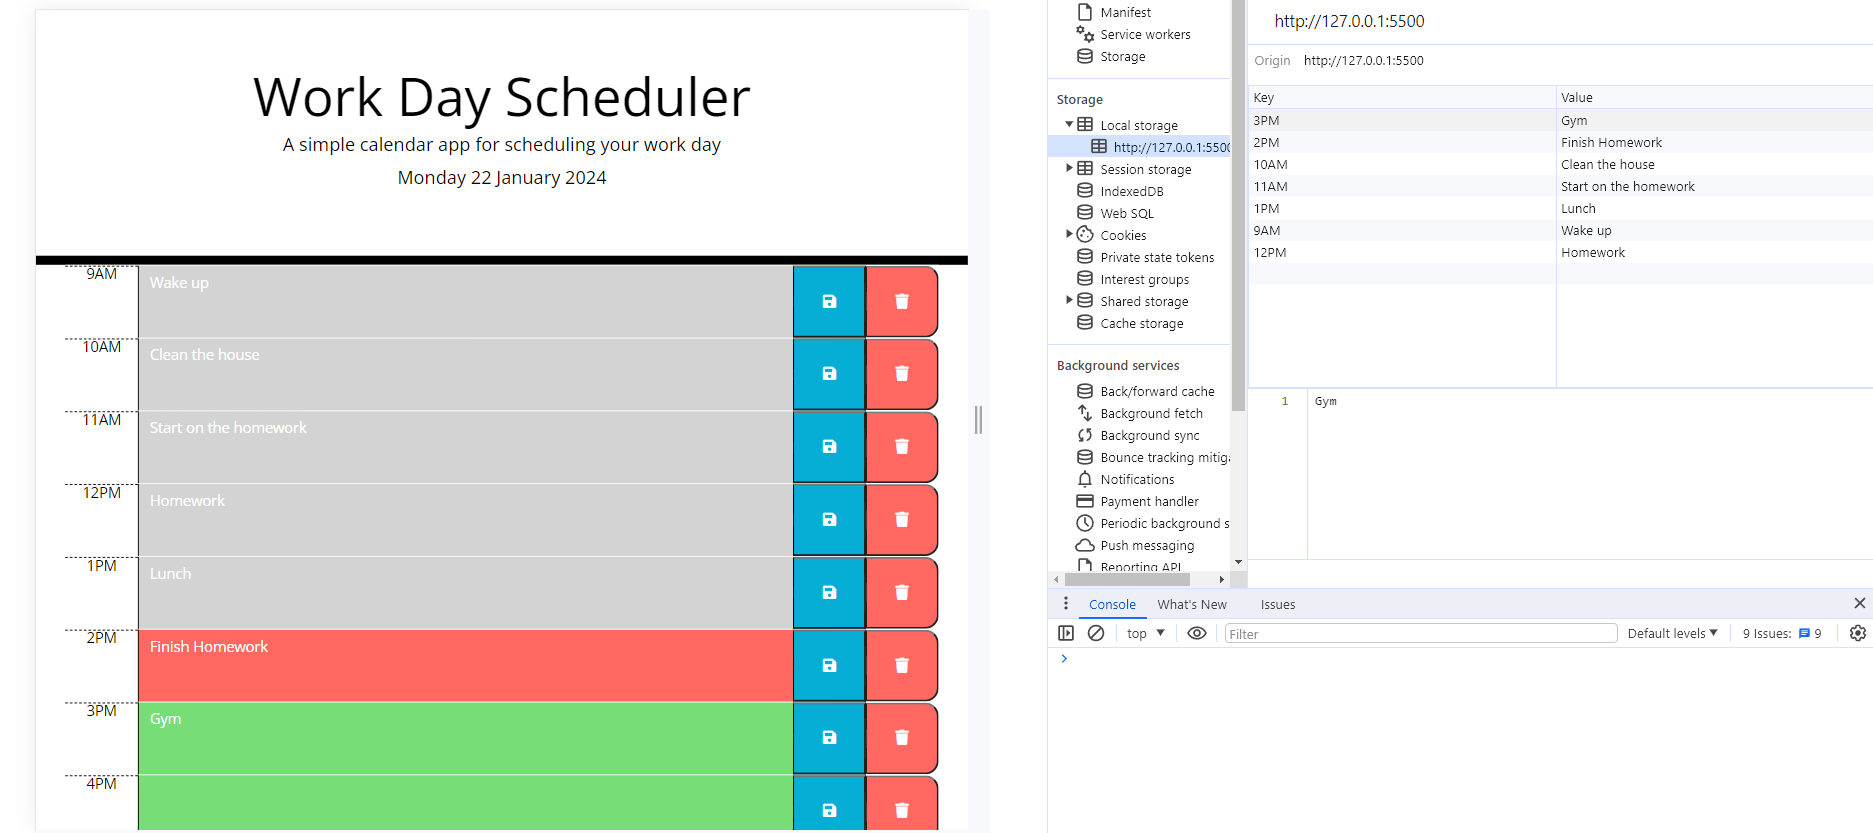 Work Day Scheduler
A simple calendar app for scheduling your work day
Monday 22 January 2024
9AM
Wake up
10AM
Clean the house
11AM
Start on the homework
12PM
Homework
1PM
Lunch
2PM
Finish Homework
3PM
Gym
4PM
Manifest
Service workers
Storage
Storage
Local storage
http://127.0.0.1:5500
Session storage
IndexedDB
Web SQL
Cookies
Private state tokens
Interest groups
Shared storage
Cache storage
Background services
Back/forward cache
Background fetch
Background sync
Bounce tracking mitiga
Notifications
Payment handler
Periodic background s
Push messaging
Reporting API
http://127.0.0.1:5500
Origin http://127.0.0.1:5500
Key Value
3PM Gym
2PM Finish Homework
10AM Clean the house
11AM Start on the homework
1PM Lunch
9AM Wake up
12PM Homework
1 Gym
Console What's New Issues
top Filter Default levels 9 Issues: 9